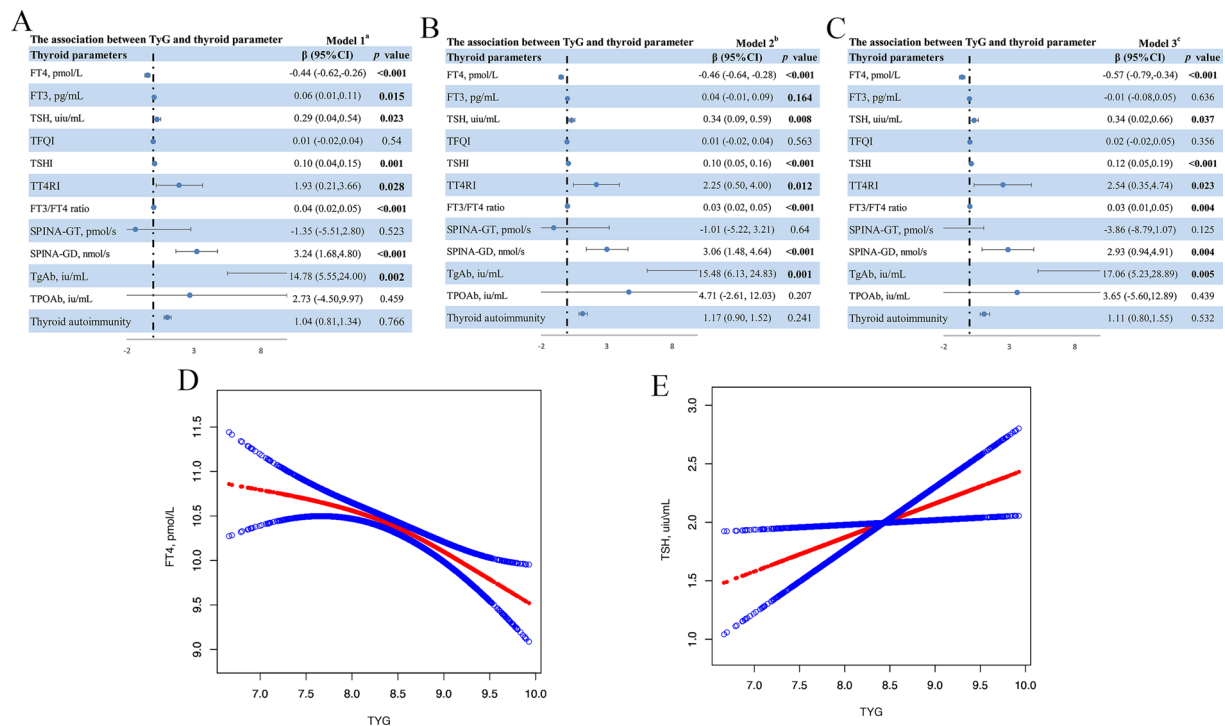 A
The association between TyG and thyroid parameter Model 1ᵃ
Thyroid parameters β (95%CI) p value
FT4, pmol/L -0.44 (-0.62,-0.26) <0.001
FT3, pg/mL 0.06 (0.01,0.11) 0.015
TSH, uiu/mL 0.29 (0.04,0.54) 0.023
TFQI 0.01 (-0.02,0.04) 0.54
TSHI 0.10 (0.04,0.15) 0.001
TT4RI 1.93 (0.21,3.66) 0.028
FT3/FT4 ratio 0.04 (0.02,0.05) <0.001
SPINA-GT, pmol/s -1.35 (-5.51,2.80) 0.523
SPINA-GD, nmol/s 3.24 (1.68,4.80) <0.001
TgAb, iu/mL 14.78 (5.55,24.00) 0.002
TPOAb, iu/mL 2.73 (-4.50,9.97) 0.459
Thyroid autoimmunity 1.04 (0.81,1.34) 0.766
-2 3 8
B
The association between TyG and thyroid parameter Model 2ᵇ
Thyroid parameters β (95%CI) p value
FT4, pmol/L -0.46 (-0.64, -0.28) <0.001
FT3, pg/mL 0.04 (-0.01, 0.09) 0.164
TSH, uiu/mL 0.34 (0.09, 0.59) 0.008
TFQI 0.01 (-0.02, 0.04) 0.563
TSHI 0.10 (0.05, 0.16) <0.001
TT4RI 2.25 (0.50, 4.00) 0.012
FT3/FT4 ratio 0.03 (0.02, 0.05) <0.001
SPINA-GT, pmol/s -1.01 (-5.22, 3.21) 0.64
SPINA-GD, nmol/s 3.06 (1.48, 4.64) <0.001
TgAb, iu/mL 15.48 (6.13, 24.83) 0.001
TPOAb, iu/mL 4.71 (-2.61, 12.03) 0.207
Thyroid autoimmunity 1.17 (0.90, 1.52) 0.241
-2 3 8
C
The association between TyG and thyroid parameter Model 3ᶜ
Thyroid parameters β (95%CI) p value
FT4, pmol/L -0.57 (-0.79,-0.34) <0.001
FT3, pg/mL -0.01 (-0.08,0.05) 0.636
TSH, uiu/mL 0.34 (0.02,0.66) 0.037
TFQI 0.02 (-0.02,0.05) 0.356
TSHI 0.12 (0.05,0.19) <0.001
TT4RI 2.54 (0.35,4.74) 0.023
FT3/FT4 ratio 0.03 (0.01,0.05) 0.004
SPINA-GT, pmol/s -3.86 (-8.79,1.07) 0.125
SPINA-GD, nmol/s 2.93 (0.94,4.91) 0.004
TgAb, iu/mL 17.06 (5.23,28.89) 0.005
TPOAb, iu/mL 3.65 (-5.60,12.89) 0.439
Thyroid autoimmunity 1.11 (0.80,1.55) 0.532
-2 3 8
D
FT4, pmol/L
11.5
11.0
10.5
10.0
9.5
9.0
7.0 7.5 8.0 8.5 9.0 9.5 10.0
TYG
E
TSH, uiu/mL
3.0
2.5
2.0
1.5
1.0
7.0 7.5 8.0 8.5 9.0 9.5 10.0
TYG